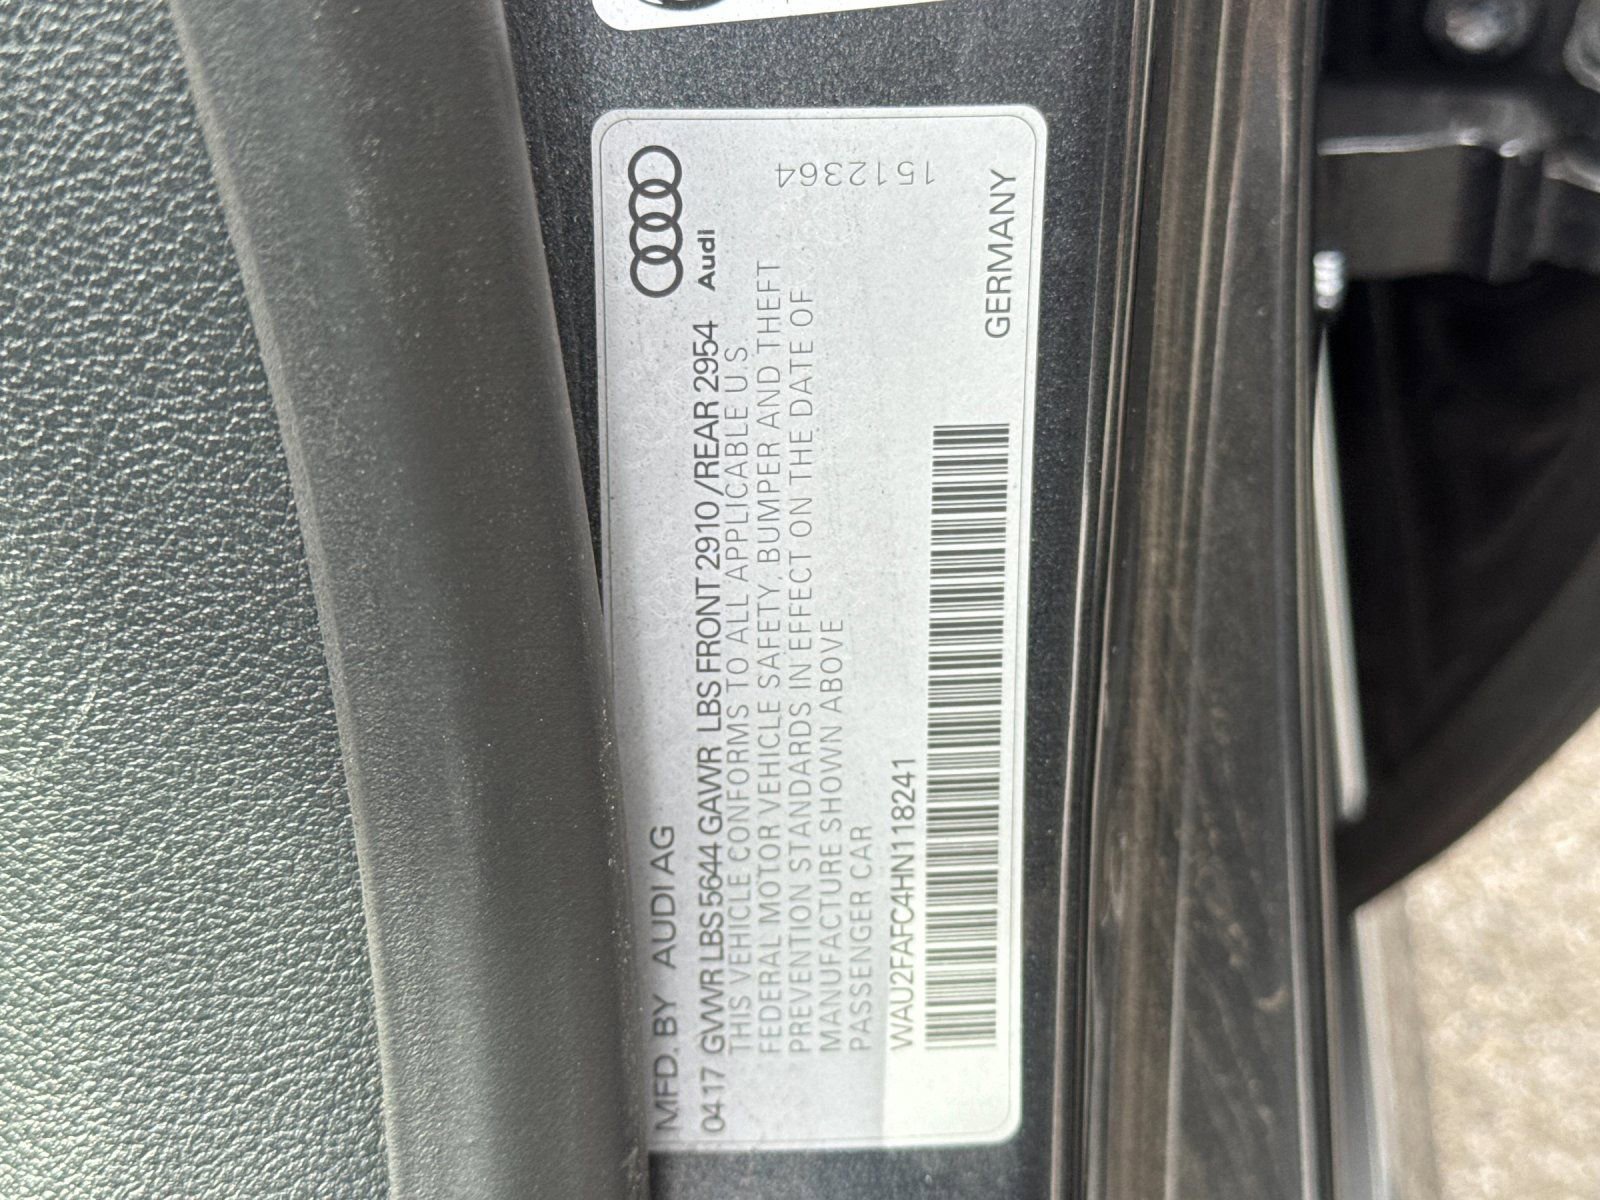 MFD. BY AUDI AG
0417 GVWR LBS 5644 GAWR LBS FRONT 2910/REAR 2954
Audi
THIS VEHICLE CONFORMS TO ALL APPLICABLE U.S
FEDERAL MOTOR VEHICLE SAFETY, BUMPER AND THEFT
PREVENTION STANDARDS IN EFFECT ON THE DATE OF
MANUFACTURE SHOWN ABOVE
PASSENGER CAR
1512364
WAU2FAFC4HN118241
GERMANY